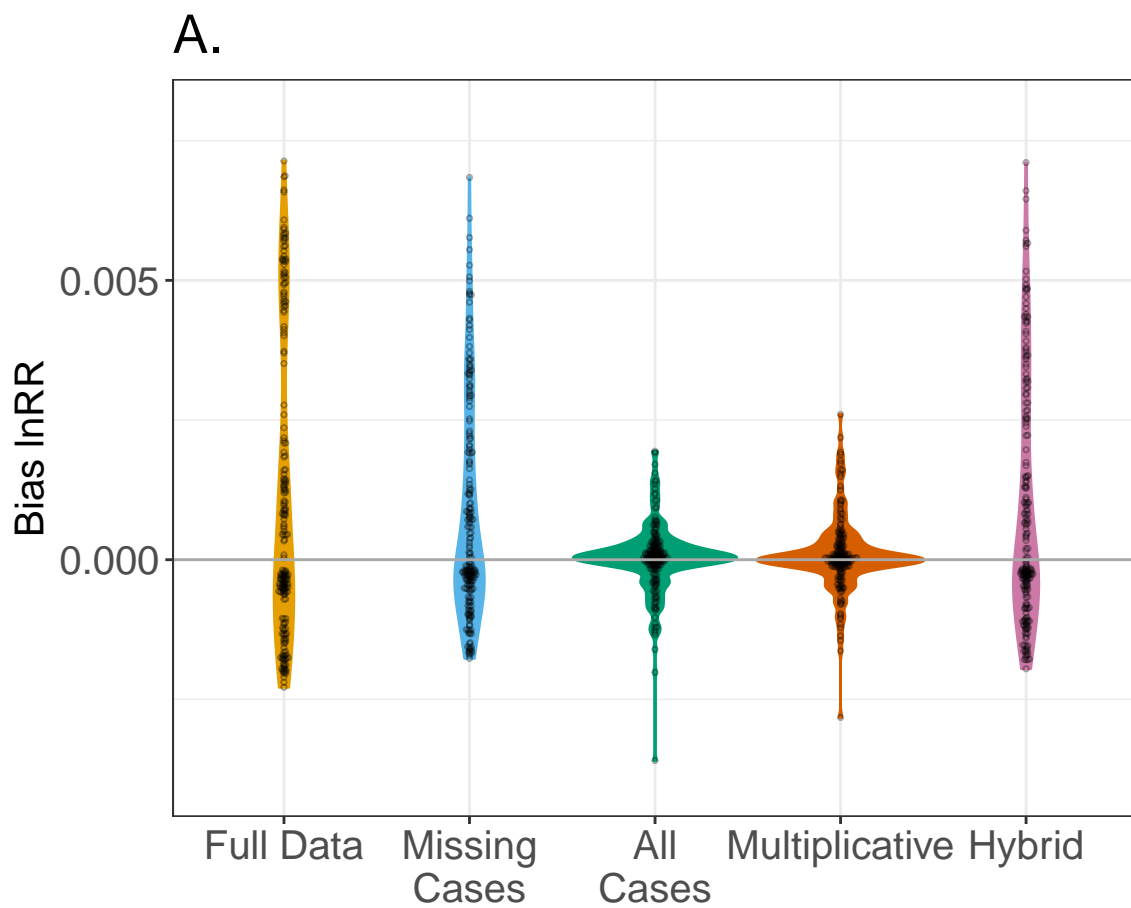 A.
Bias lnRR
0.005
0.000
Full Data
Missing
Cases
All
Cases
Multiplicative
Hybrid